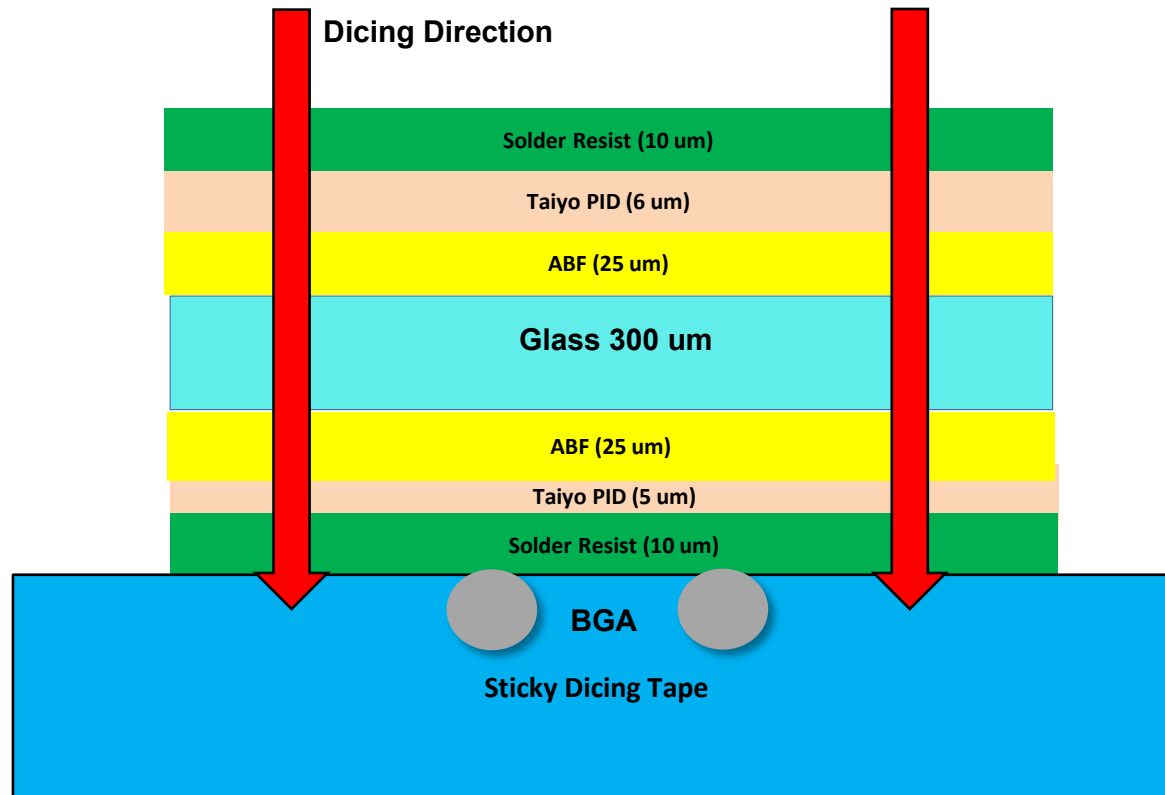 Dicing Direction
Solder Resist (10 um)
Taiyo PID (6 um)
ABF (25 um)
Glass 300 um
ABF (25 um)
Taiyo PID (5 um)
Solder Resist (10 um)
BGA
Sticky Dicing Tape